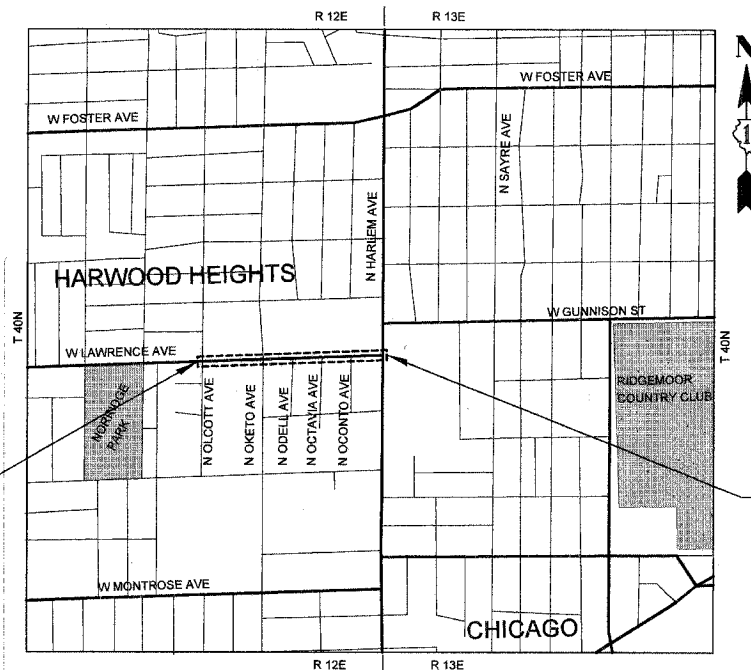 R 12E
R 13E
N
W FOSTER AVE
W FOSTER AVE
N SAYRE AVE
N HARLEM AVE
HARWOOD HEIGHTS
1
T 40N
W GUNNISON ST
W LAWRENCE AVE
T 40N
RIDGEMOOR
COUNTRY CLUB
NORRIDGE
PARK
N OLCOTT AVE
N OKETO AVE
N ODELL AVE
N OCTAVIA AVE
N OCONTO AVE
W MONTROSE AVE
CHICAGO
R 12E
R 13E